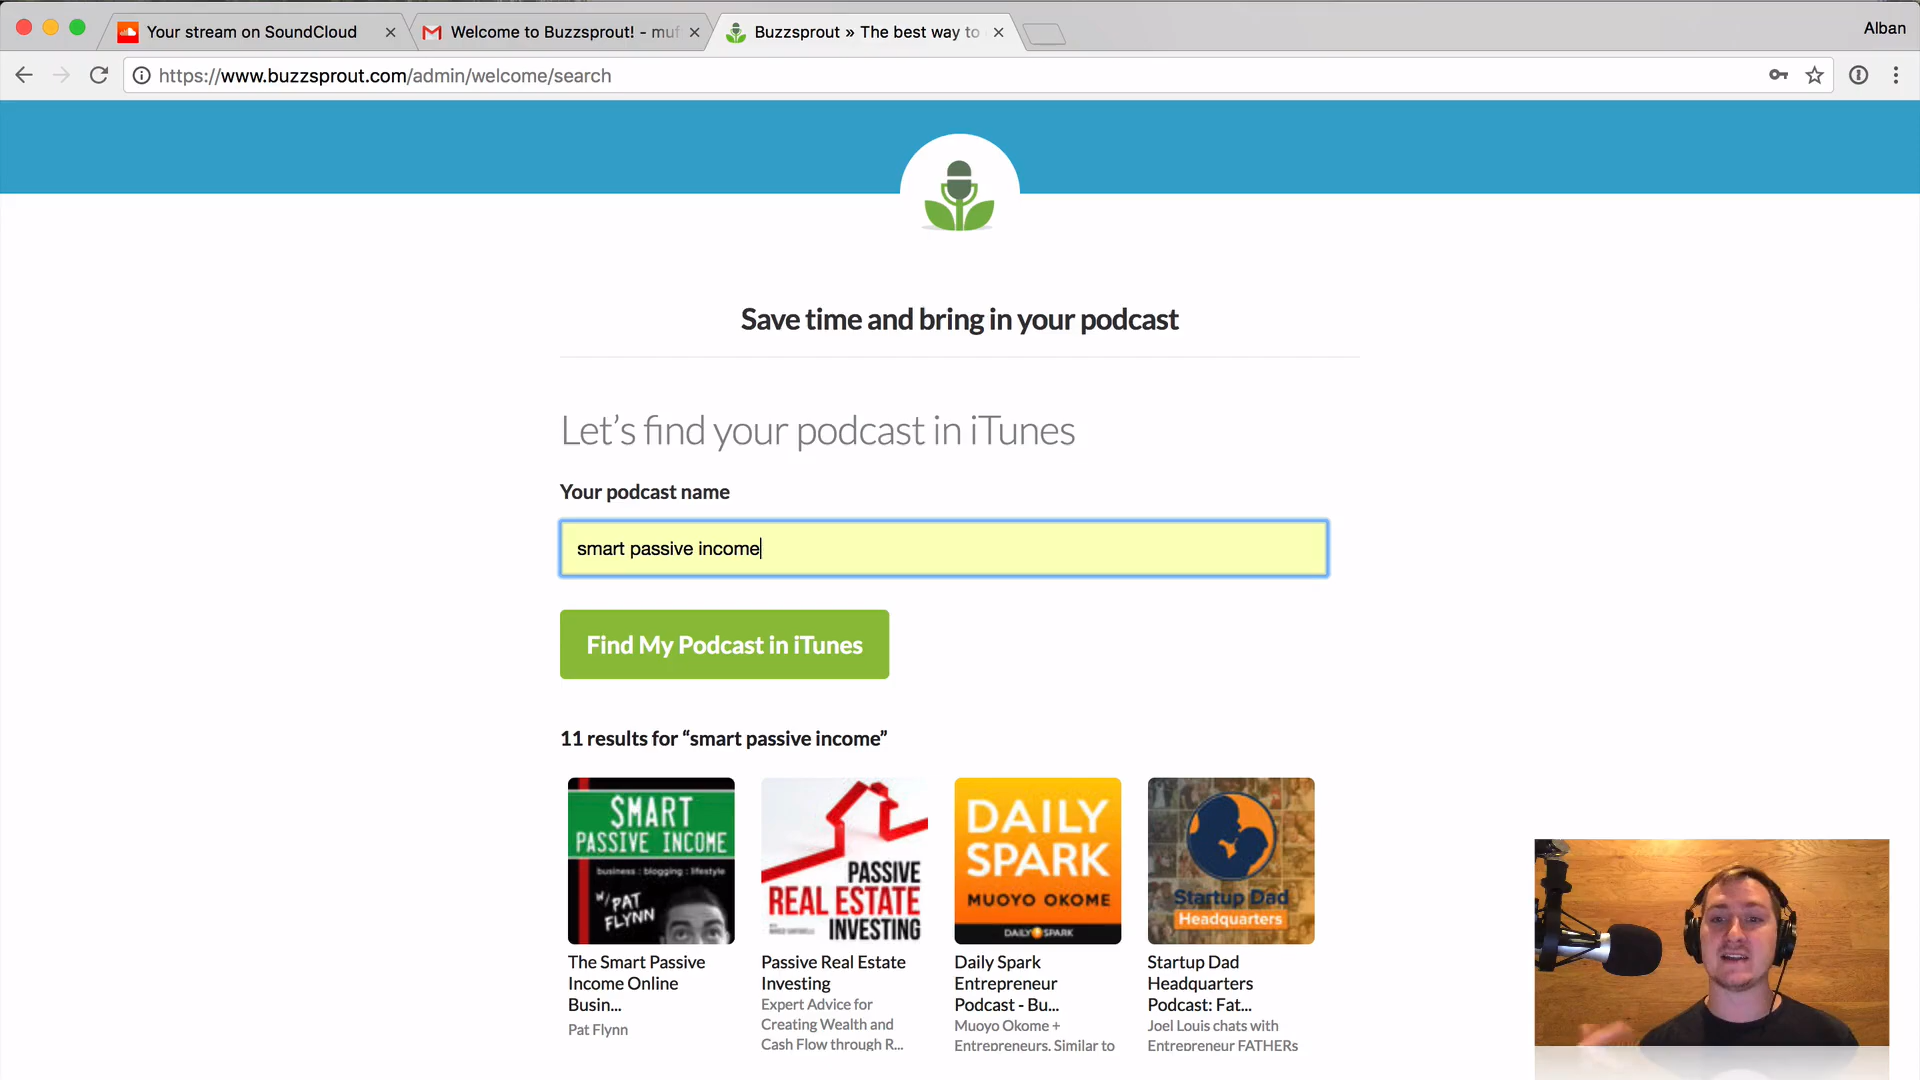 Your stream on SoundCloud
Welcome to Buzzsprout! - muf
Buzzsprout » The best way to
Alban
https://www.buzzsprout.com/admin/welcome/search
Save time and bring in your podcast
Let's find your podcast in iTunes
Your podcast name
smart passive income
Find My Podcast in iTunes
11 results for “smart passive income”
$MART
PASSIVE INCOME
business : blogging : lifestyle
W/ PAT
FLYNN
PASSIVE
REAL ESTATE
INVESTING
DAILY
SPARK
MUOYO OKOME
DAILY SPARK
Startup Dad
Headquarters
The Smart Passive
Income Online
Busin...
Pat Flynn
Passive Real Estate
Investing
Expert Advice for
Creating Wealth and
Cash Flow through R...
Daily Spark
Entrepreneur
Podcast - Bu...
Muoyo Okome +
Entrepreneurs. Similar to
Startup Dad
Headquarters
Podcast: Fat...
Joel Louis chats with
Entrepreneur FATHERs